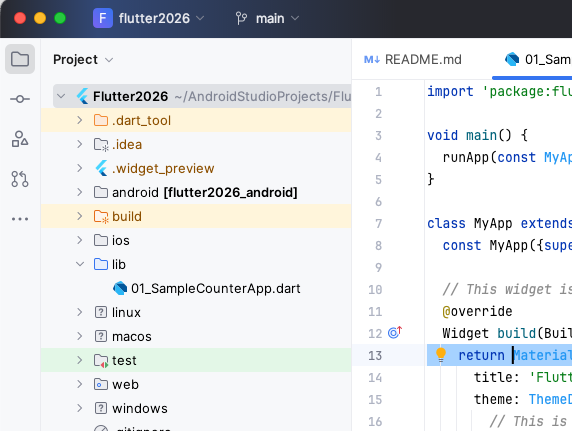 F flutter2026 main
Project
README.md 01_Sam
Flutter2026 ~/AndroidStudioProjects/Flu
.dart_tool
.idea
.widget_preview
android [flutter2026_android]
build
ios
lib
01_SampleCounterApp.dart
linux
macos
test
web
windows
.gitignore
1 import 'package:flu
2
3 void main() {
4 runApp(const MyAp
5 }
6
7 class MyApp extends
8 const MyApp({supe
9
10 // This widget is
11 @override
12 Widget build(Buil
13 return Material
14 title: 'Flutt
15 theme: ThemeD
16 // This is